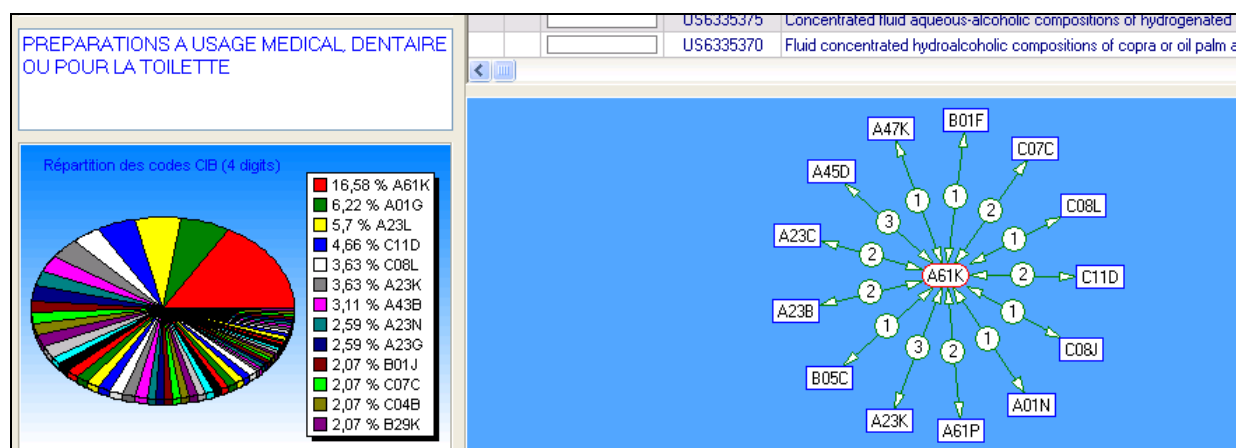 PREPARATIONS A USAGE MEDICAL, DENTAIRE
OU POUR LA TOILETTE
US6335375 Concentrated fluid aqueous-alcoholic compositions of hydrogenated
US6335370 Fluid concentrated hydroalcoholic compositions of copra or oil palm a
Répartition des codes CIB (4 digits)
16,58 % A61K
6,22 % A01G
5,7 % A23L
4,66 % C11D
3,63 % C08L
3,63 % A23K
3,11 % A43B
2,59 % A23N
2,59 % A23G
2,07 % B01J
2,07 % C07C
2,07 % C04B
2,07 % B29K
B01F
A47K
C07C
A45D
1
1
2
C08L
3
1
A23C
2
A61K
2
C11D
A23B
2
1
1
C08J
3
2
1
B05C
A01N
A23K
A61P